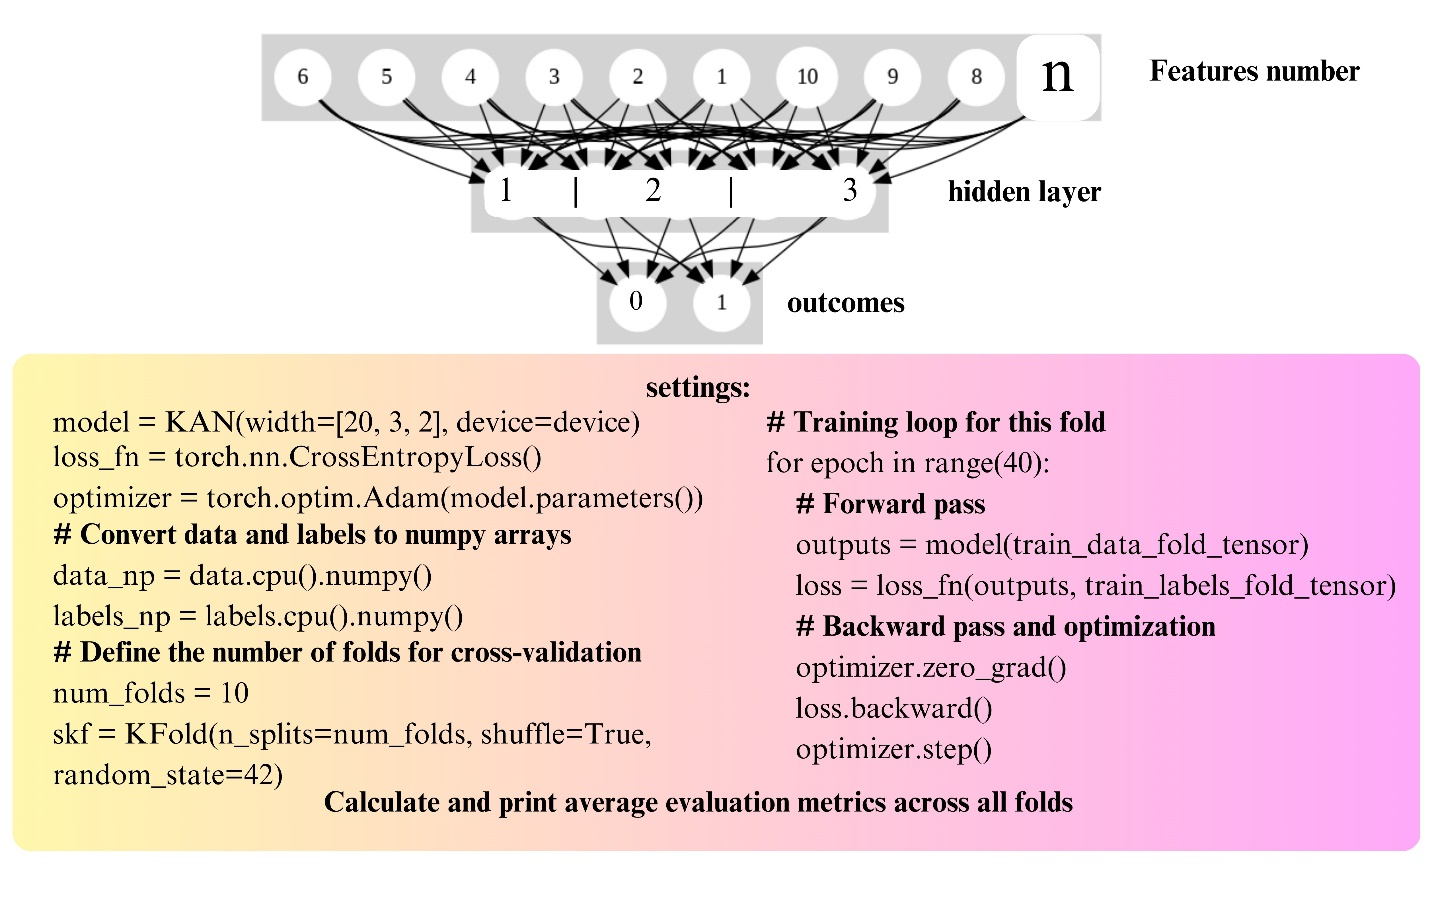 6 5 4 3 2 1 10 9 8 n Features number
1 | 2 | 3 hidden layer
0 1 outcomes
settings:
model = KAN(width=[20, 3, 2], device=device)
loss_fn = torch.nn.CrossEntropyLoss()
optimizer = torch.optim.Adam(model.parameters())
# Convert data and labels to numpy arrays
data_np = data.cpu().numpy()
labels_np = labels.cpu().numpy()
# Define the number of folds for cross-validation
num_folds = 10
skf = KFold(n_splits=num_folds, shuffle=True,
random_state=42)
# Training loop for this fold
for epoch in range(40):
# Forward pass
outputs = model(train_data_fold_tensor)
loss = loss_fn(outputs, train_labels_fold_tensor)
# Backward pass and optimization
optimizer.zero_grad()
loss.backward()
optimizer.step()
Calculate and print average evaluation metrics across all folds